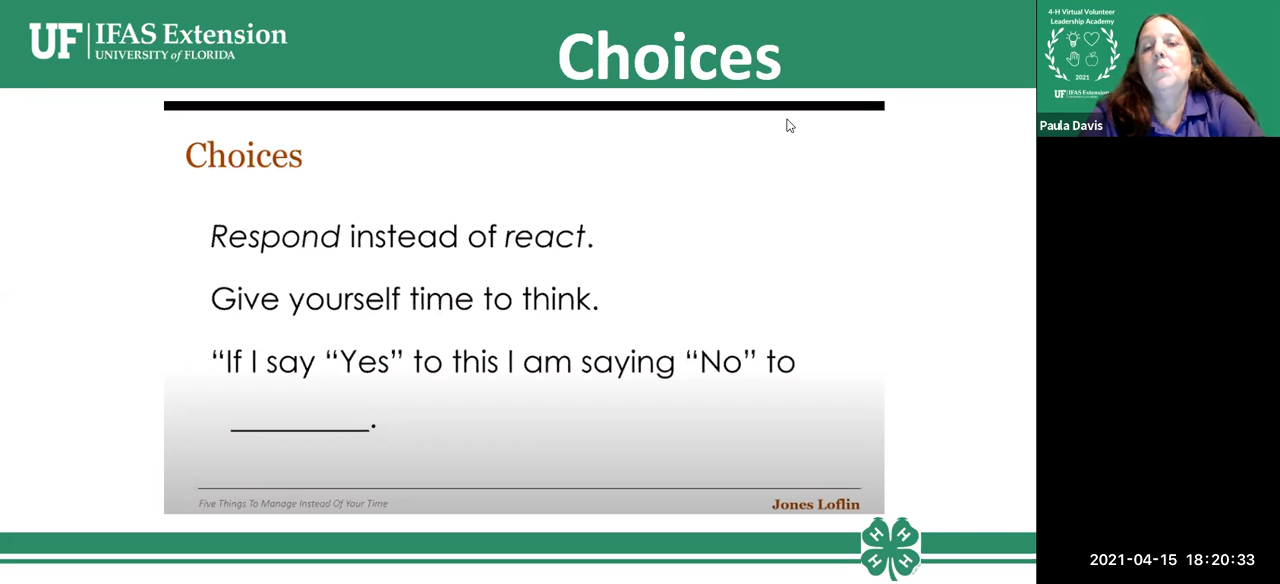 UF IFAS Extension
UNIVERSITY of FLORIDA
Choices
4-H Virtual Volunteer
Leadership Academy
2021
UF IFAS Extension
Paula Davis
Choices
Respond instead of react.
Give yourself time to think.
“If I say “Yes” to this I am saying “No” to
__________.
Five Things To Manage Instead Of Your Time
Jones Loflin
H H
H H
2021-04-15 18:20:33